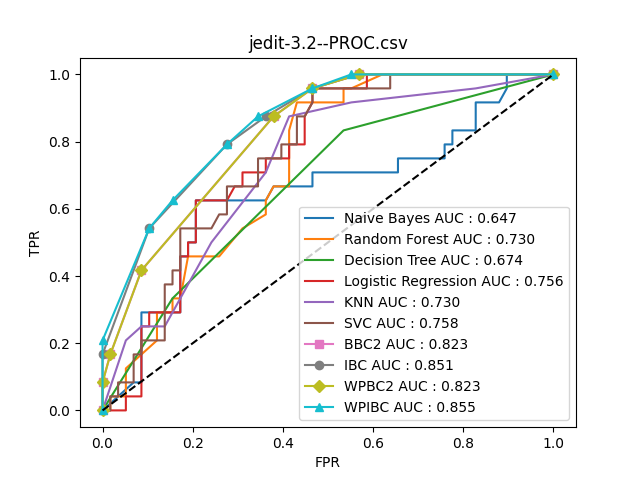 jedit-3.2--PROC.csv
1.0
0.8
0.6
0.4
0.2
0.0
TPR
Naive Bayes AUC : 0.647
Random Forest AUC : 0.730
Decision Tree AUC : 0.674
Logistic Regression AUC : 0.756
KNN AUC : 0.730
SVC AUC : 0.758
BBC2 AUC : 0.823
IBC AUC : 0.851
WPBC2 AUC : 0.823
WPIBC AUC : 0.855
0.0 0.2 0.4 0.6 0.8 1.0
FPR